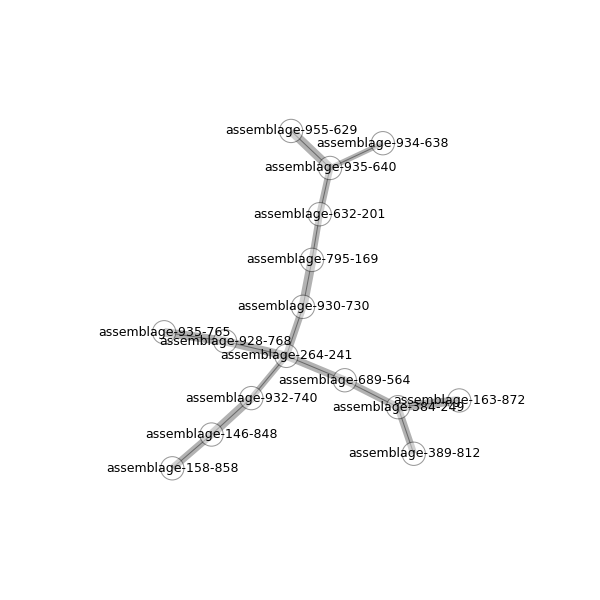 assemblage-955-629
assemblage-934-638
assemblage-935-640
assemblage-632-201
assemblage-795-169
assemblage-930-730
assemblage-935-765
assemblage-928-768
assemblage-264-241
assemblage-689-564
assemblage-932-740
assemblage-163-872
assemblage-384-249
assemblage-146-848
assemblage-389-812
assemblage-158-858